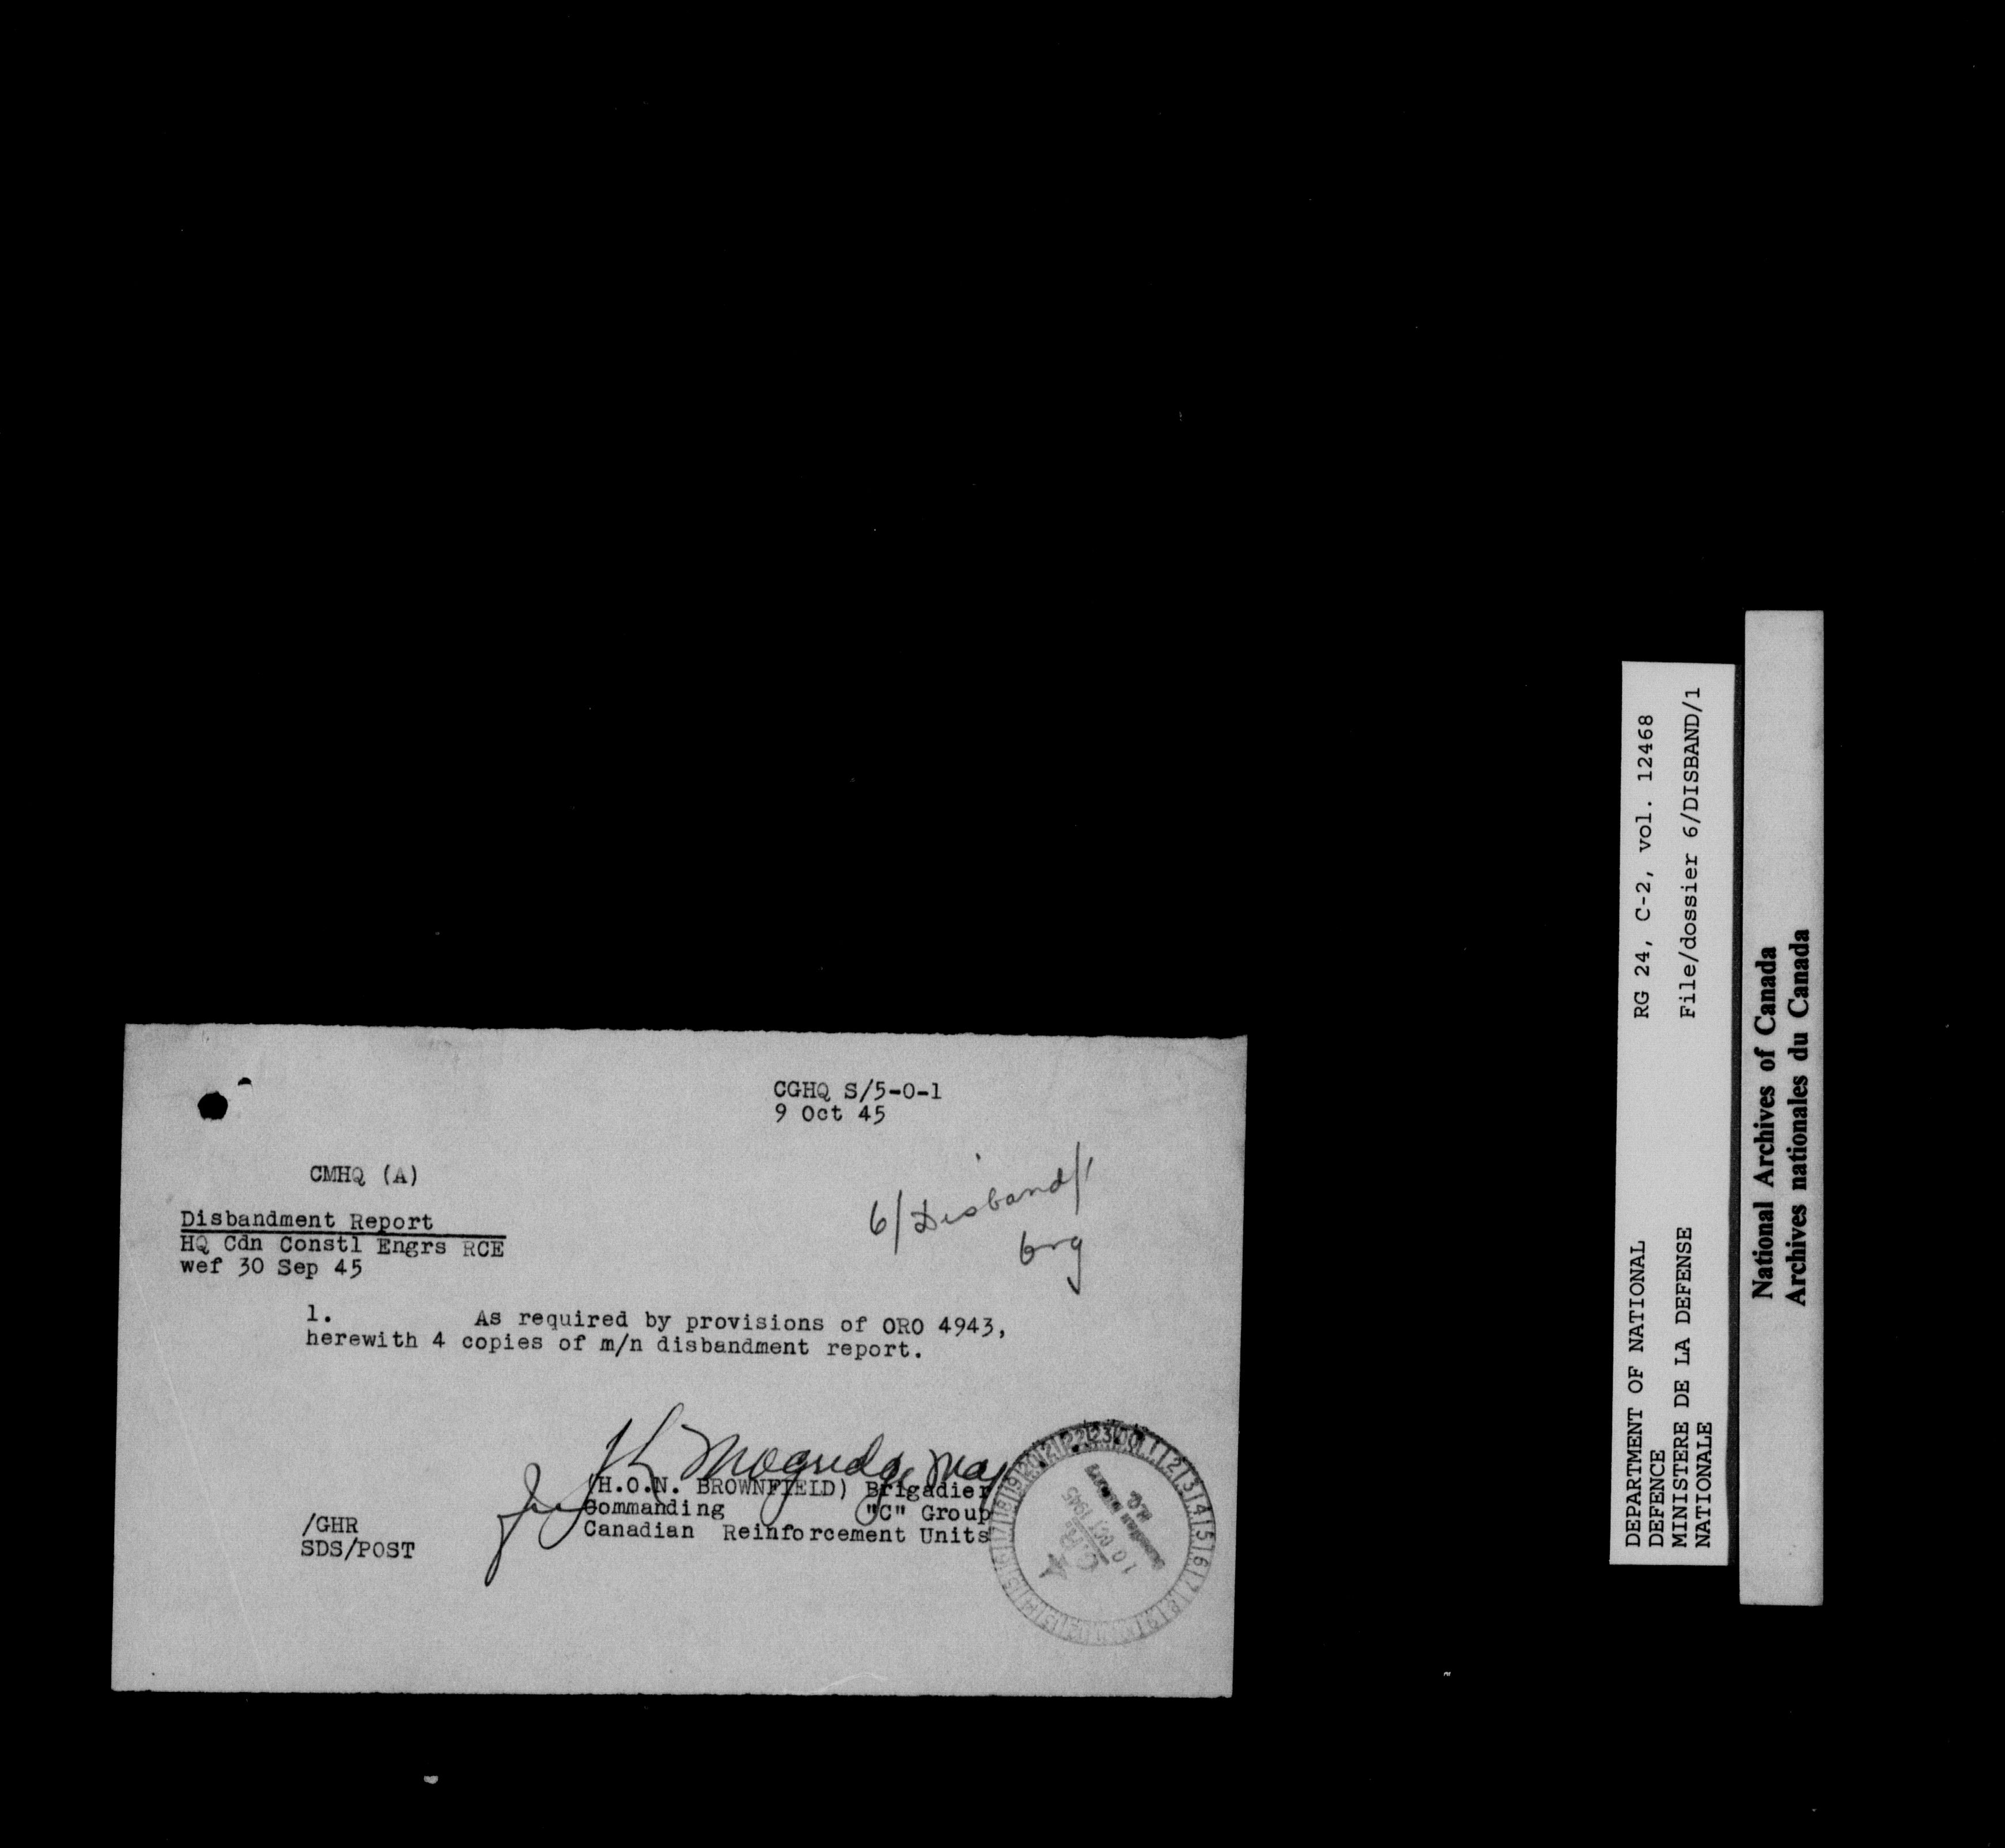 CGHQ S/5-0-1
9 Oct 45
CMHQ (A)
6/Disband/1
Disbandment Report
HQ Cdn Constl Engrs RCE
wef 30 Sep 45
1. As required by provisions of ORO 4943,
herewith 4 copies of m/n disbandment report.
(H.O.N. BROWNFIELD) Brigadier
Commanding "C" Group
Canadian Reinforcement Units
/GHR
SDS/POST
C.R.
10 OCT 1945
H.Q.
DEPARTMENT OF NATIONAL RG 24, C-2, vol. 12468
DEFENCE
MINISTERE DE LA DEFENSE File/dossier 6/DISBAND/1
NATIONALE
National Archives of Canada
Archives nationales du Canada